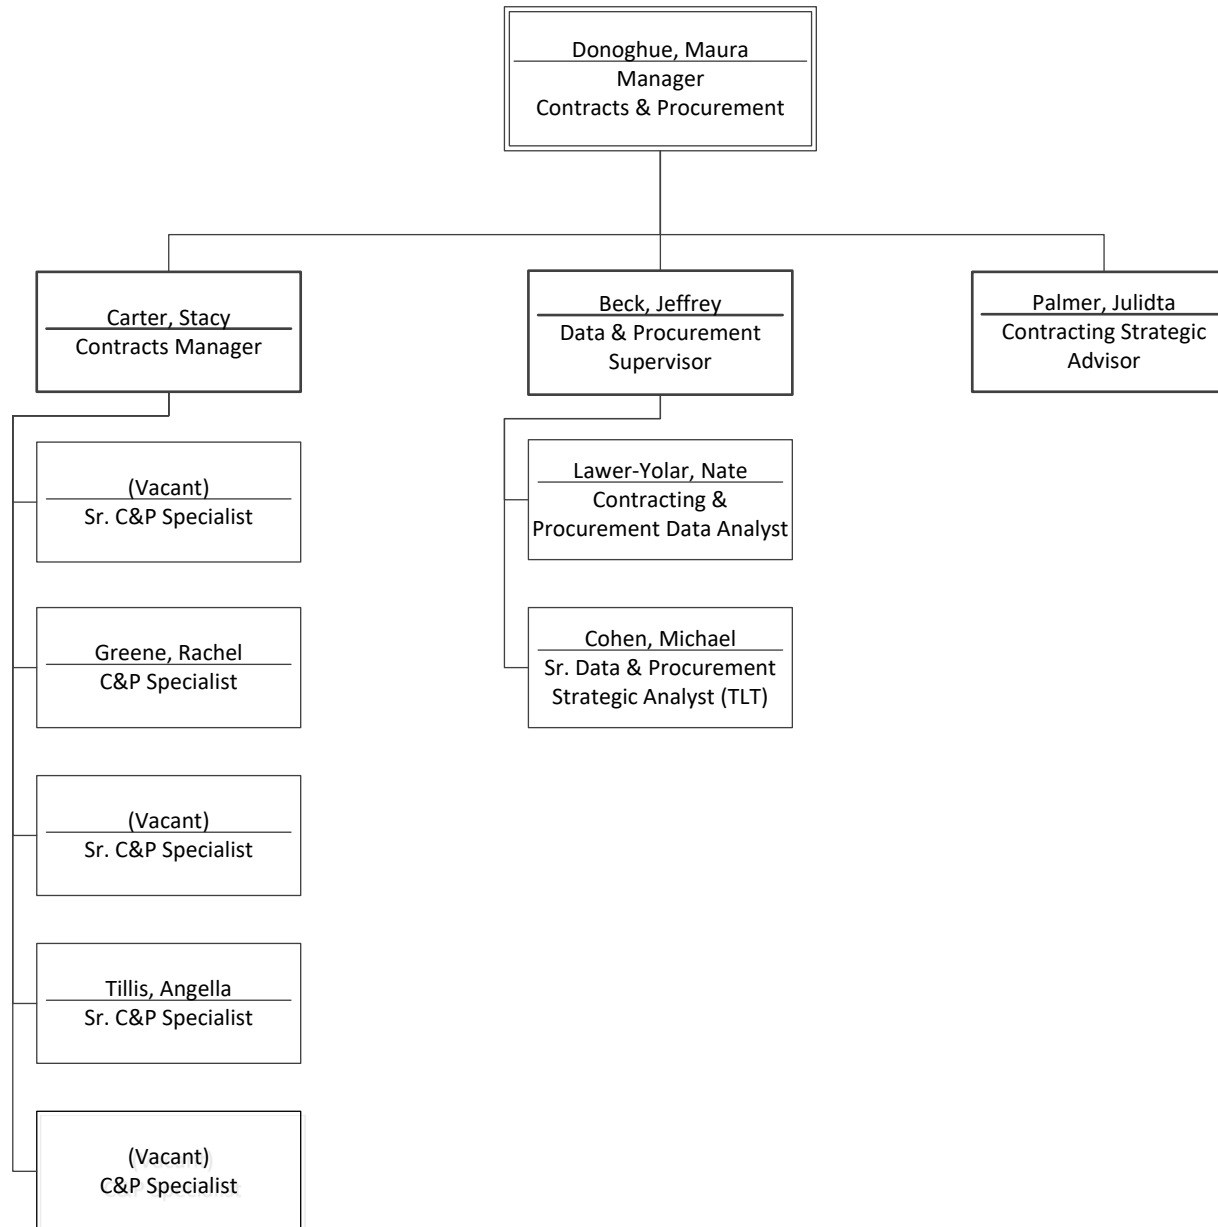 Donoghue, Maura
Manager
Contracts & Procurement
Carter, Stacy
Contracts Manager
Beck, Jeffrey
Data & Procurement
Supervisor
Palmer, Julidta
Contracting Strategic
Advisor
(Vacant)
Sr. C&P Specialist
Greene, Rachel
C&P Specialist
(Vacant)
Sr. C&P Specialist
Tillis, Angella
Sr. C&P Specialist
(Vacant)
C&P Specialist
Lawer-Yolar, Nate
Contracting &
Procurement Data Analyst
Cohen, Michael
Sr. Data & Procurement
Strategic Analyst (TLT)